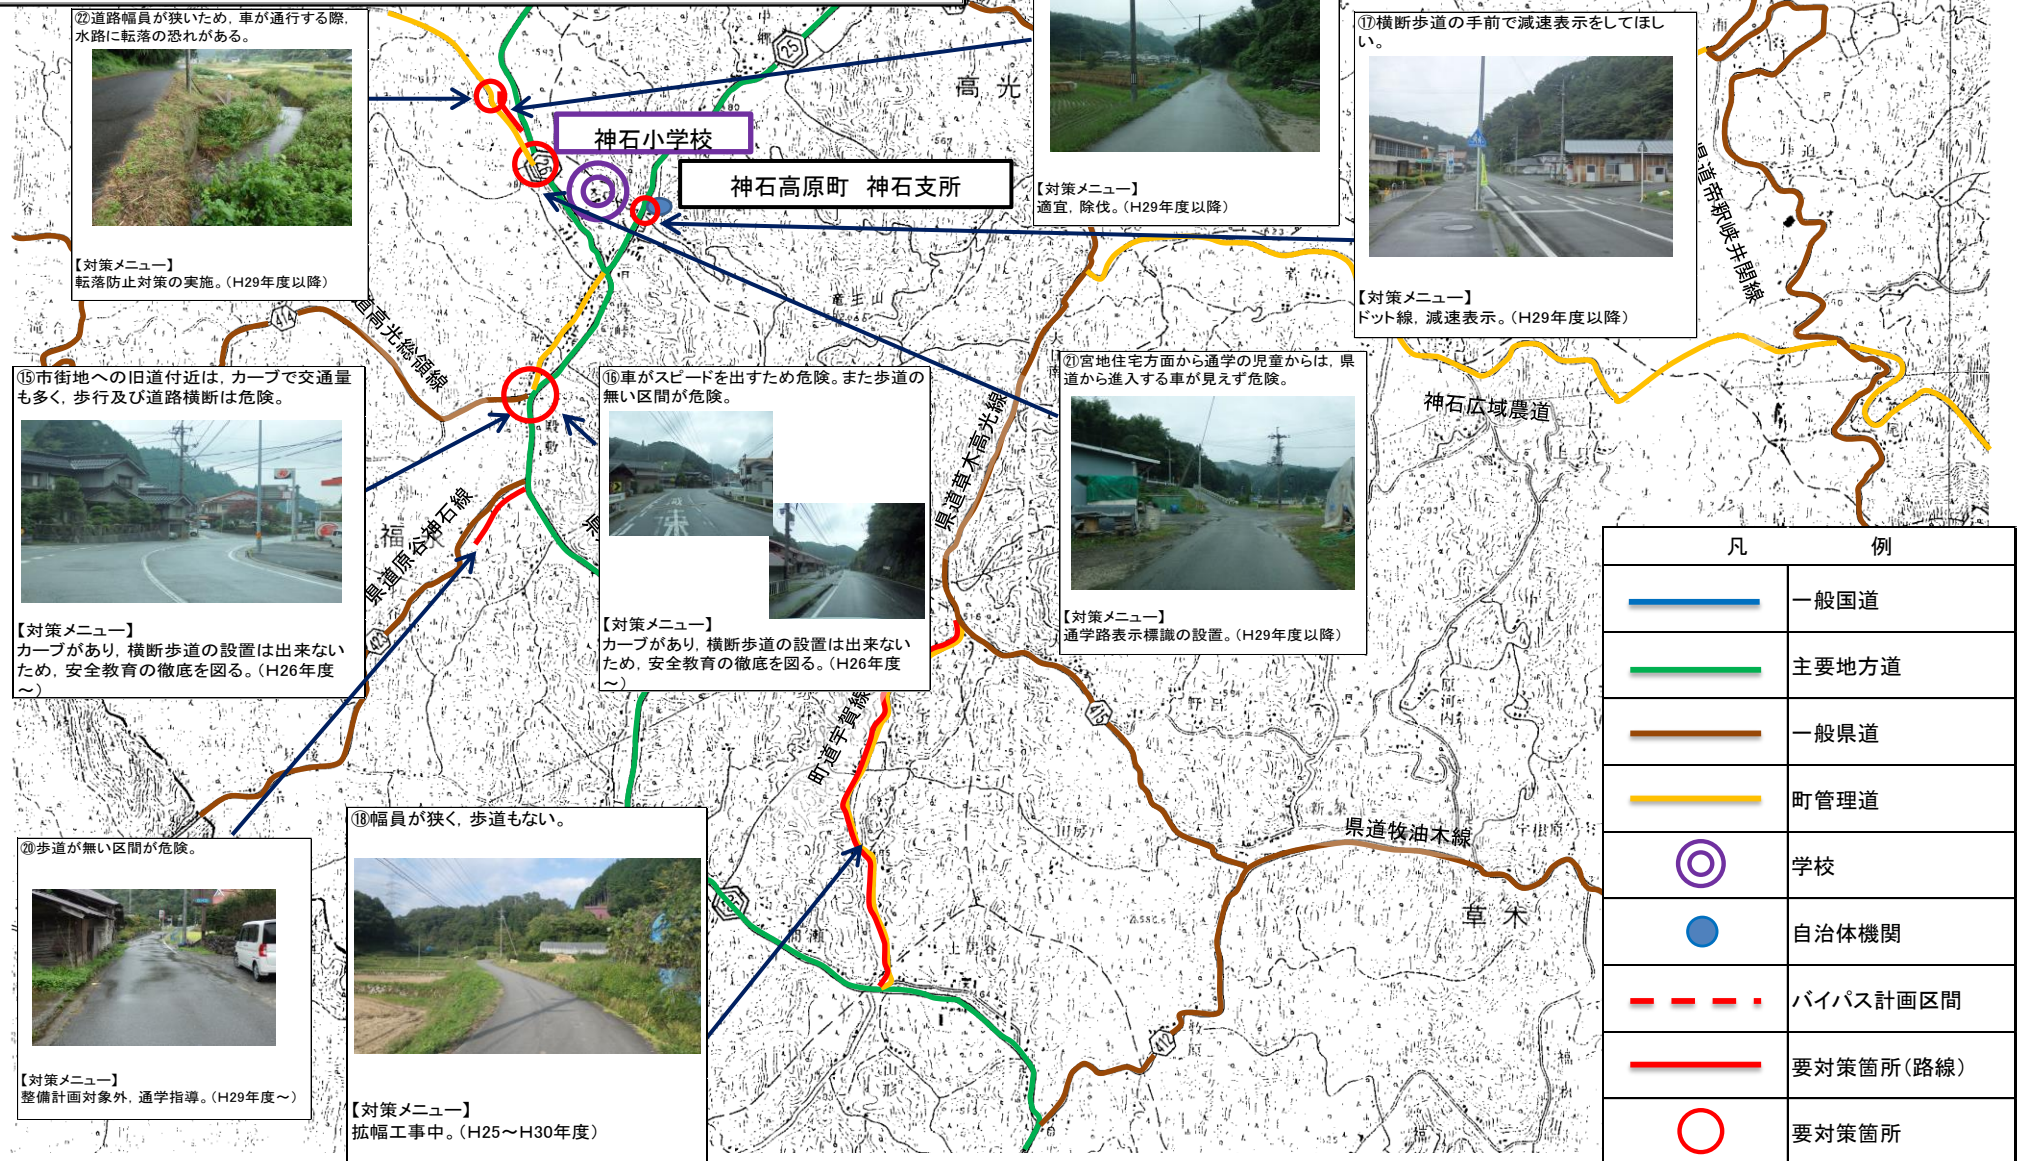 ㉒道路幅員が狭いため，車が通行する際，
水路に転落の恐れがある。
【対策メニュー】
転落防止対策の実施。（H29年度以降）
神石小学校
神石高原町　神石支所
【対策メニュー】
適宜，除伐。（H29年度以降）
⑰横断歩道の手前で減速表示をしてほし
い。
【対策メニュー】
ドット線，減速表示。（H29年度以降）
高光
25
竜王山
414
道高光総領線
県道帝釈峡井関線
神石広域農道
⑮市街地への旧道付近は，カーブで交通量
も多く，歩行及び道路横断は危険。
【対策メニュー】
カーブがあり，横断歩道の設置は出来ない
ため，安全教育の徹底を図る。（H26年度
～）
⑯車がスピードを出すため危険。また歩道の
無い区間が危険。
【対策メニュー】
カーブがあり，横断歩道の設置は出来ない
ため，安全教育の徹底を図る。（H26年度
～）
㉑宮地住宅方面から通学の児童からは，県
道から進入する車が見えず危険。
【対策メニュー】
通学路表示標識の設置。（H29年度以降）
県道草木高光線
県道原谷神石線
福
県
423
町道宇賀線
415
県道牧油木線
草木
412
⑳歩道が無い区間が危険。
【対策メニュー】
整備計画対象外，通学指導。（H29年度～）
⑱幅員が狭く，歩道もない。
【対策メニュー】
拡幅工事中。（H25～H30年度）
凡　例
一般国道
主要地方道
一般県道
町管理道
学校
自治体機関
バイパス計画区間
要対策箇所（路線）
要対策箇所